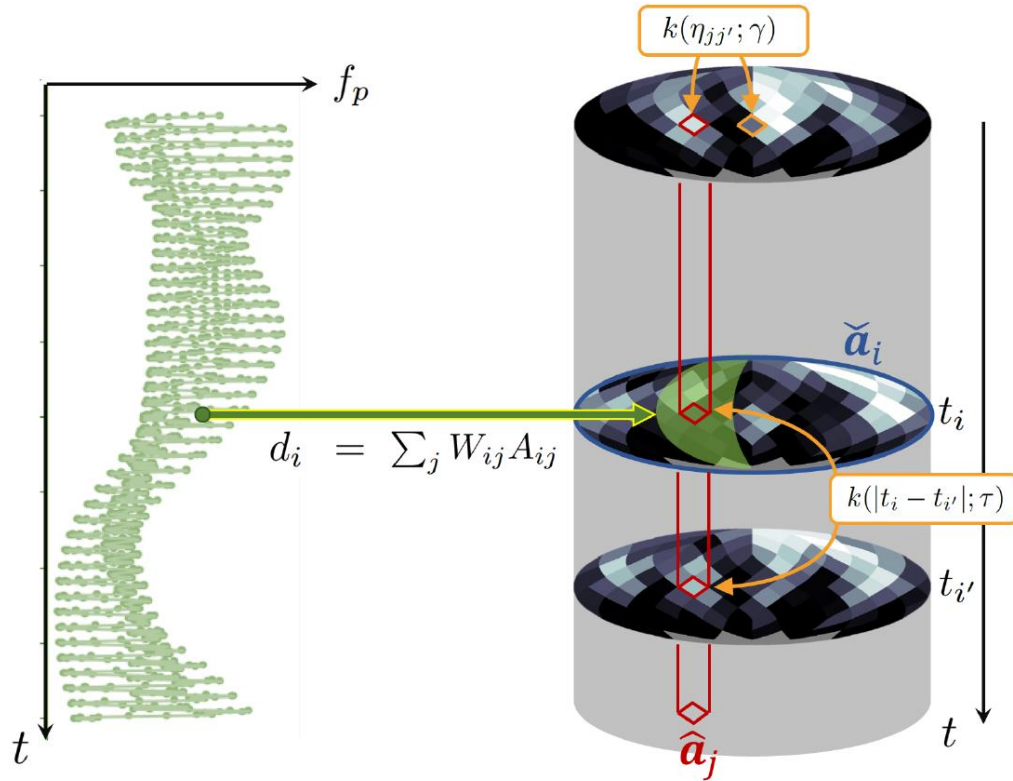 k(η_{jj'}; γ)
f_p
ǎ_i
t_i
d_i = ∑_j W_{ij} A_{ij}
k(|t_i − t_{i'}|; τ)
t_{i'}
t
t
â_j